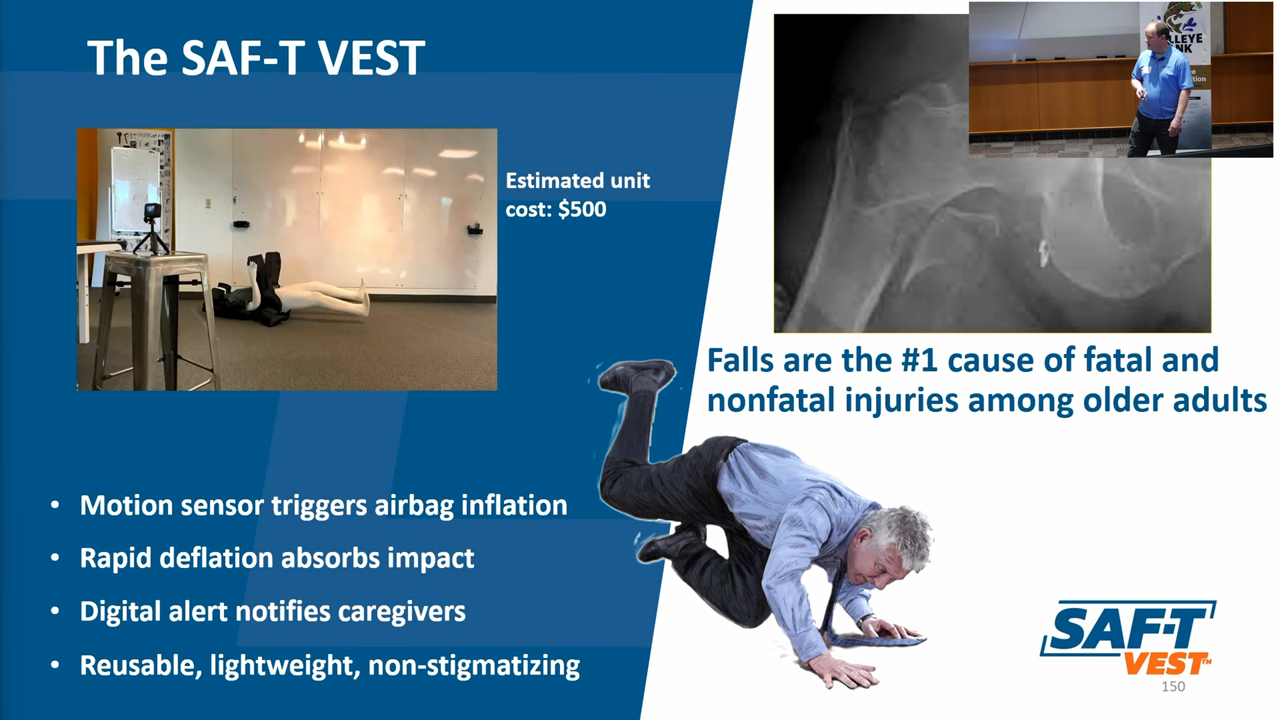 The SAF-T VEST
Estimated unit
cost: $500
• Motion sensor triggers airbag inflation
• Rapid deflation absorbs impact
• Digital alert notifies caregivers
• Reusable, lightweight, non-stigmatizing
Falls are the #1 cause of fatal and
nonfatal injuries among older adults
SAF-T
VEST™
150